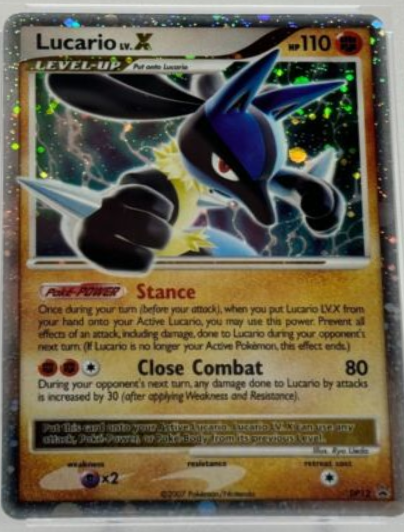 Lucario LV.X HP110
LEVEL-UP Put onto Lucario
Poké-POWER Stance
Once during your turn (before your attack), when you put Lucario LV.X from
your hand onto your Active Lucario, you may use this power. Prevent all
effects of an attack, including damage, done to Lucario during your opponent's
next turn. (If Lucario is no longer your Active Pokémon, this effect ends.)
Close Combat 80
During your opponent's next turn, any damage done to Lucario by attacks
is increased by 30 (after applying Weakness and Resistance).
Put this card onto your Active Lucario. Lucario LV.X can use any
attack, Poké-Power, or Poké-Body from its previous Level.
Illus. Ryo Ueda
weakness resistance retreat cost
×2
©2007 Pokémon/Nintendo DP12